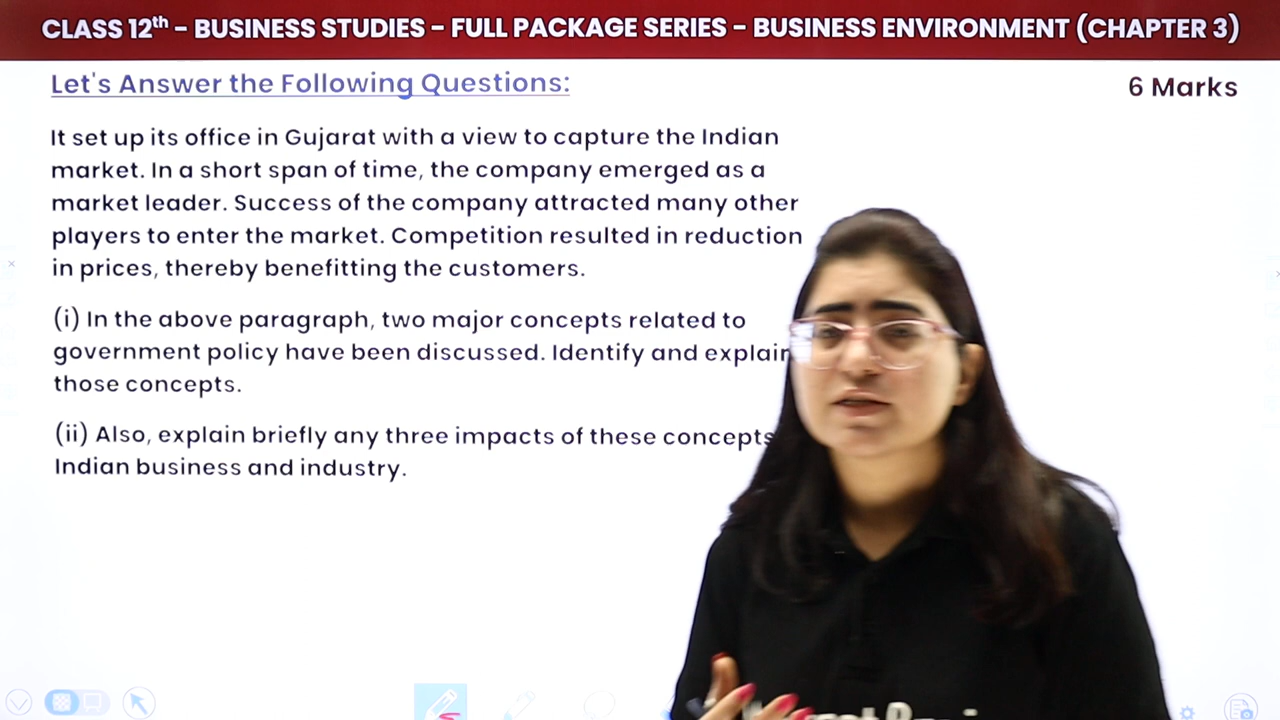 CLASS 12th – BUSINESS STUDIES – FULL PACKAGE SERIES – BUSINESS ENVIRONMENT (CHAPTER 3)
Let's Answer the Following Questions:
6 Marks
It set up its office in Gujarat with a view to capture the Indian
market. In a short span of time, the company emerged as a
market leader. Success of the company attracted many other
players to enter the market. Competition resulted in reduction
in prices, thereby benefitting the customers.
(i) In the above paragraph, two major concepts related to
government policy have been discussed. Identify and explain
those concepts.
(ii) Also, explain briefly any three impacts of these concepts
Indian business and industry.